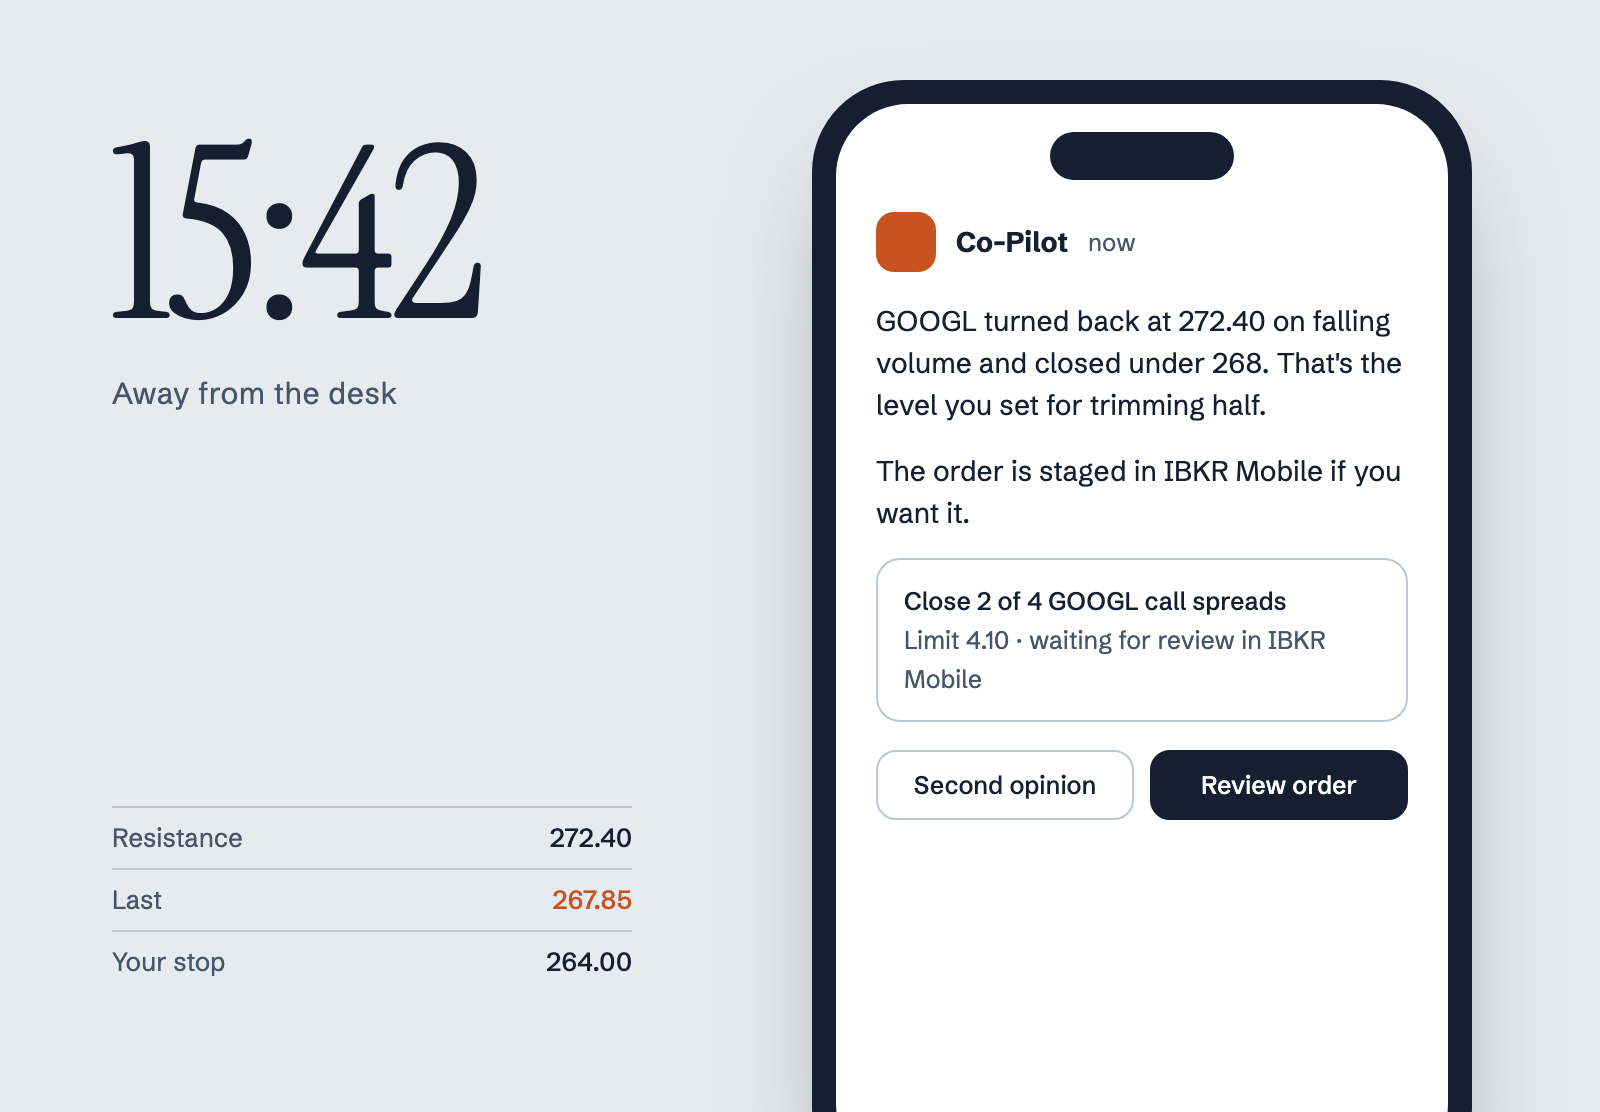 15:42
Away from the desk
Resistance 272.40
Last 267.85
Your stop 264.00
Co-Pilot now
GOOGL turned back at 272.40 on falling
volume and closed under 268. That's the
level you set for trimming half.
The order is staged in IBKR Mobile if you
want it.
Close 2 of 4 GOOGL call spreads
Limit 4.10 · waiting for review in IBKR
Mobile
Second opinion
Review order